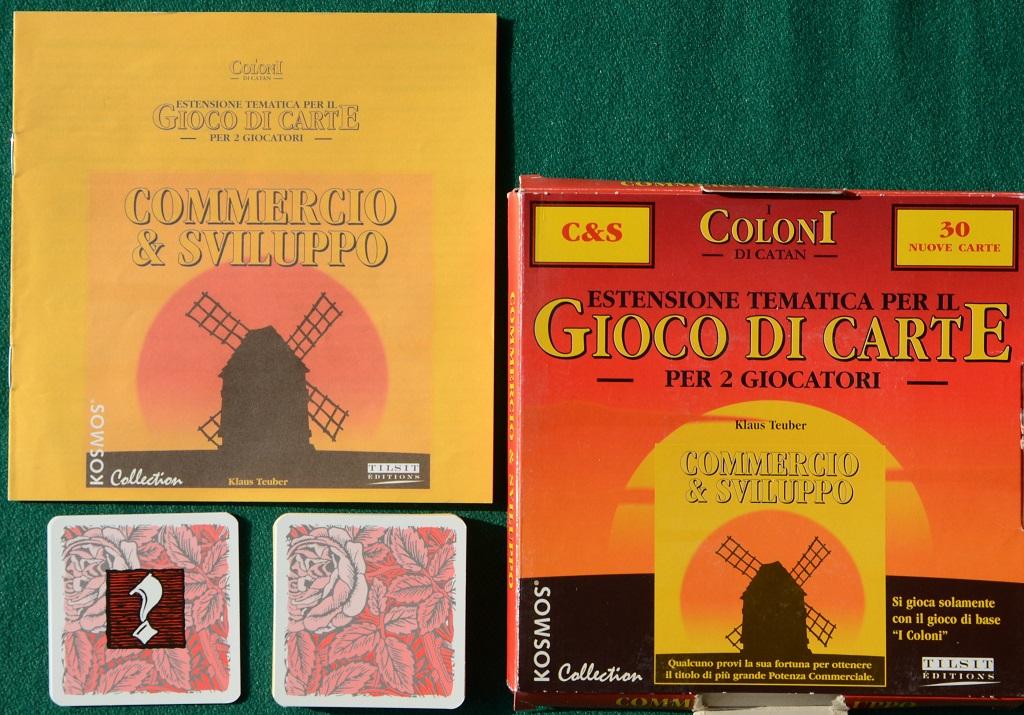 I
COLONI
DI CATAN
ESTENSIONE TEMATICA PER IL
GIOCO DI CARTE
PER 2 GIOCATORI
COMMERCIO
& SVILUPPO
KOSMOS
Collection
Klaus Teuber
TILSIT
EDITIONS
?
C&S
I
COLONI
DI CATAN
30
NUOVE CARTE
ESTENSIONE TEMATICA PER IL
GIOCO DI CARTE
PER 2 GIOCATORI
Klaus Teuber
COMMERCIO
& SVILUPPO
Si gioca solamente
con il gioco di base
“I Coloni”
Qualcuno provi la sua fortuna per ottenere
il titolo di più grande Potenza Commerciale.
KOSMOS®
Collection
TILSIT
EDITIONS
COMMERCIO & SVILUPPO